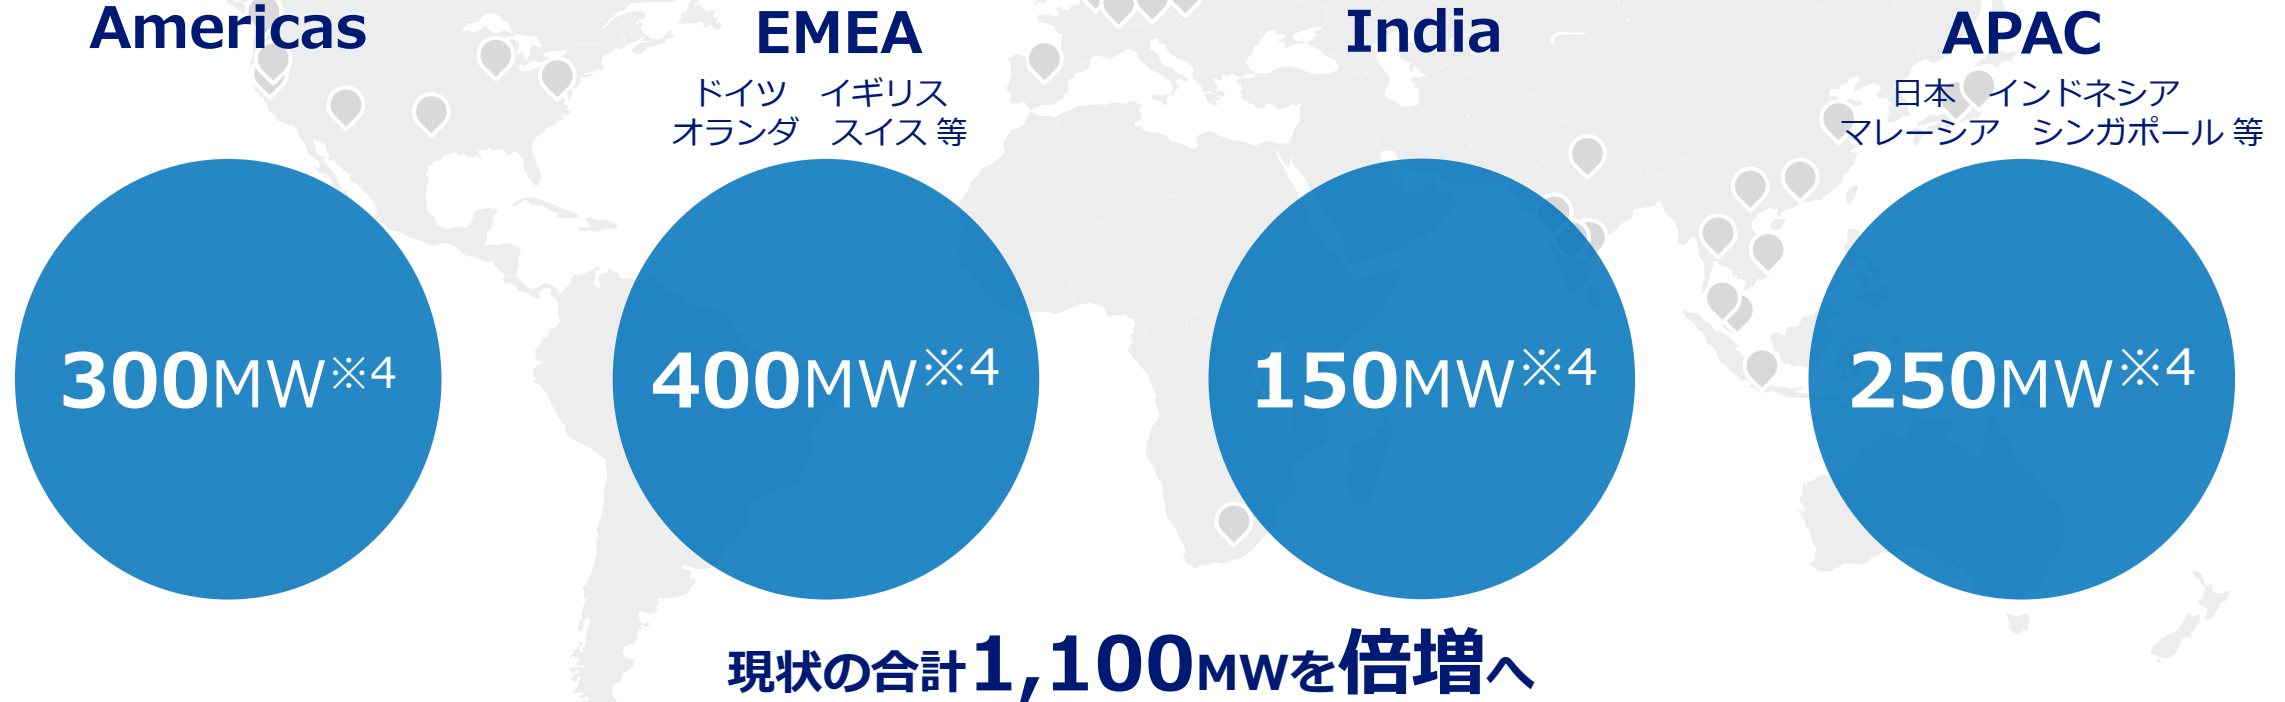 Americas
EMEA
ドイツ　イギリス
オランダ　スイス 等
India
APAC
日本　インドネシア
マレーシア　シンガポール 等
300MW※4
400MW※4
150MW※4
250MW※4
現状の合計1,100MWを倍増へ